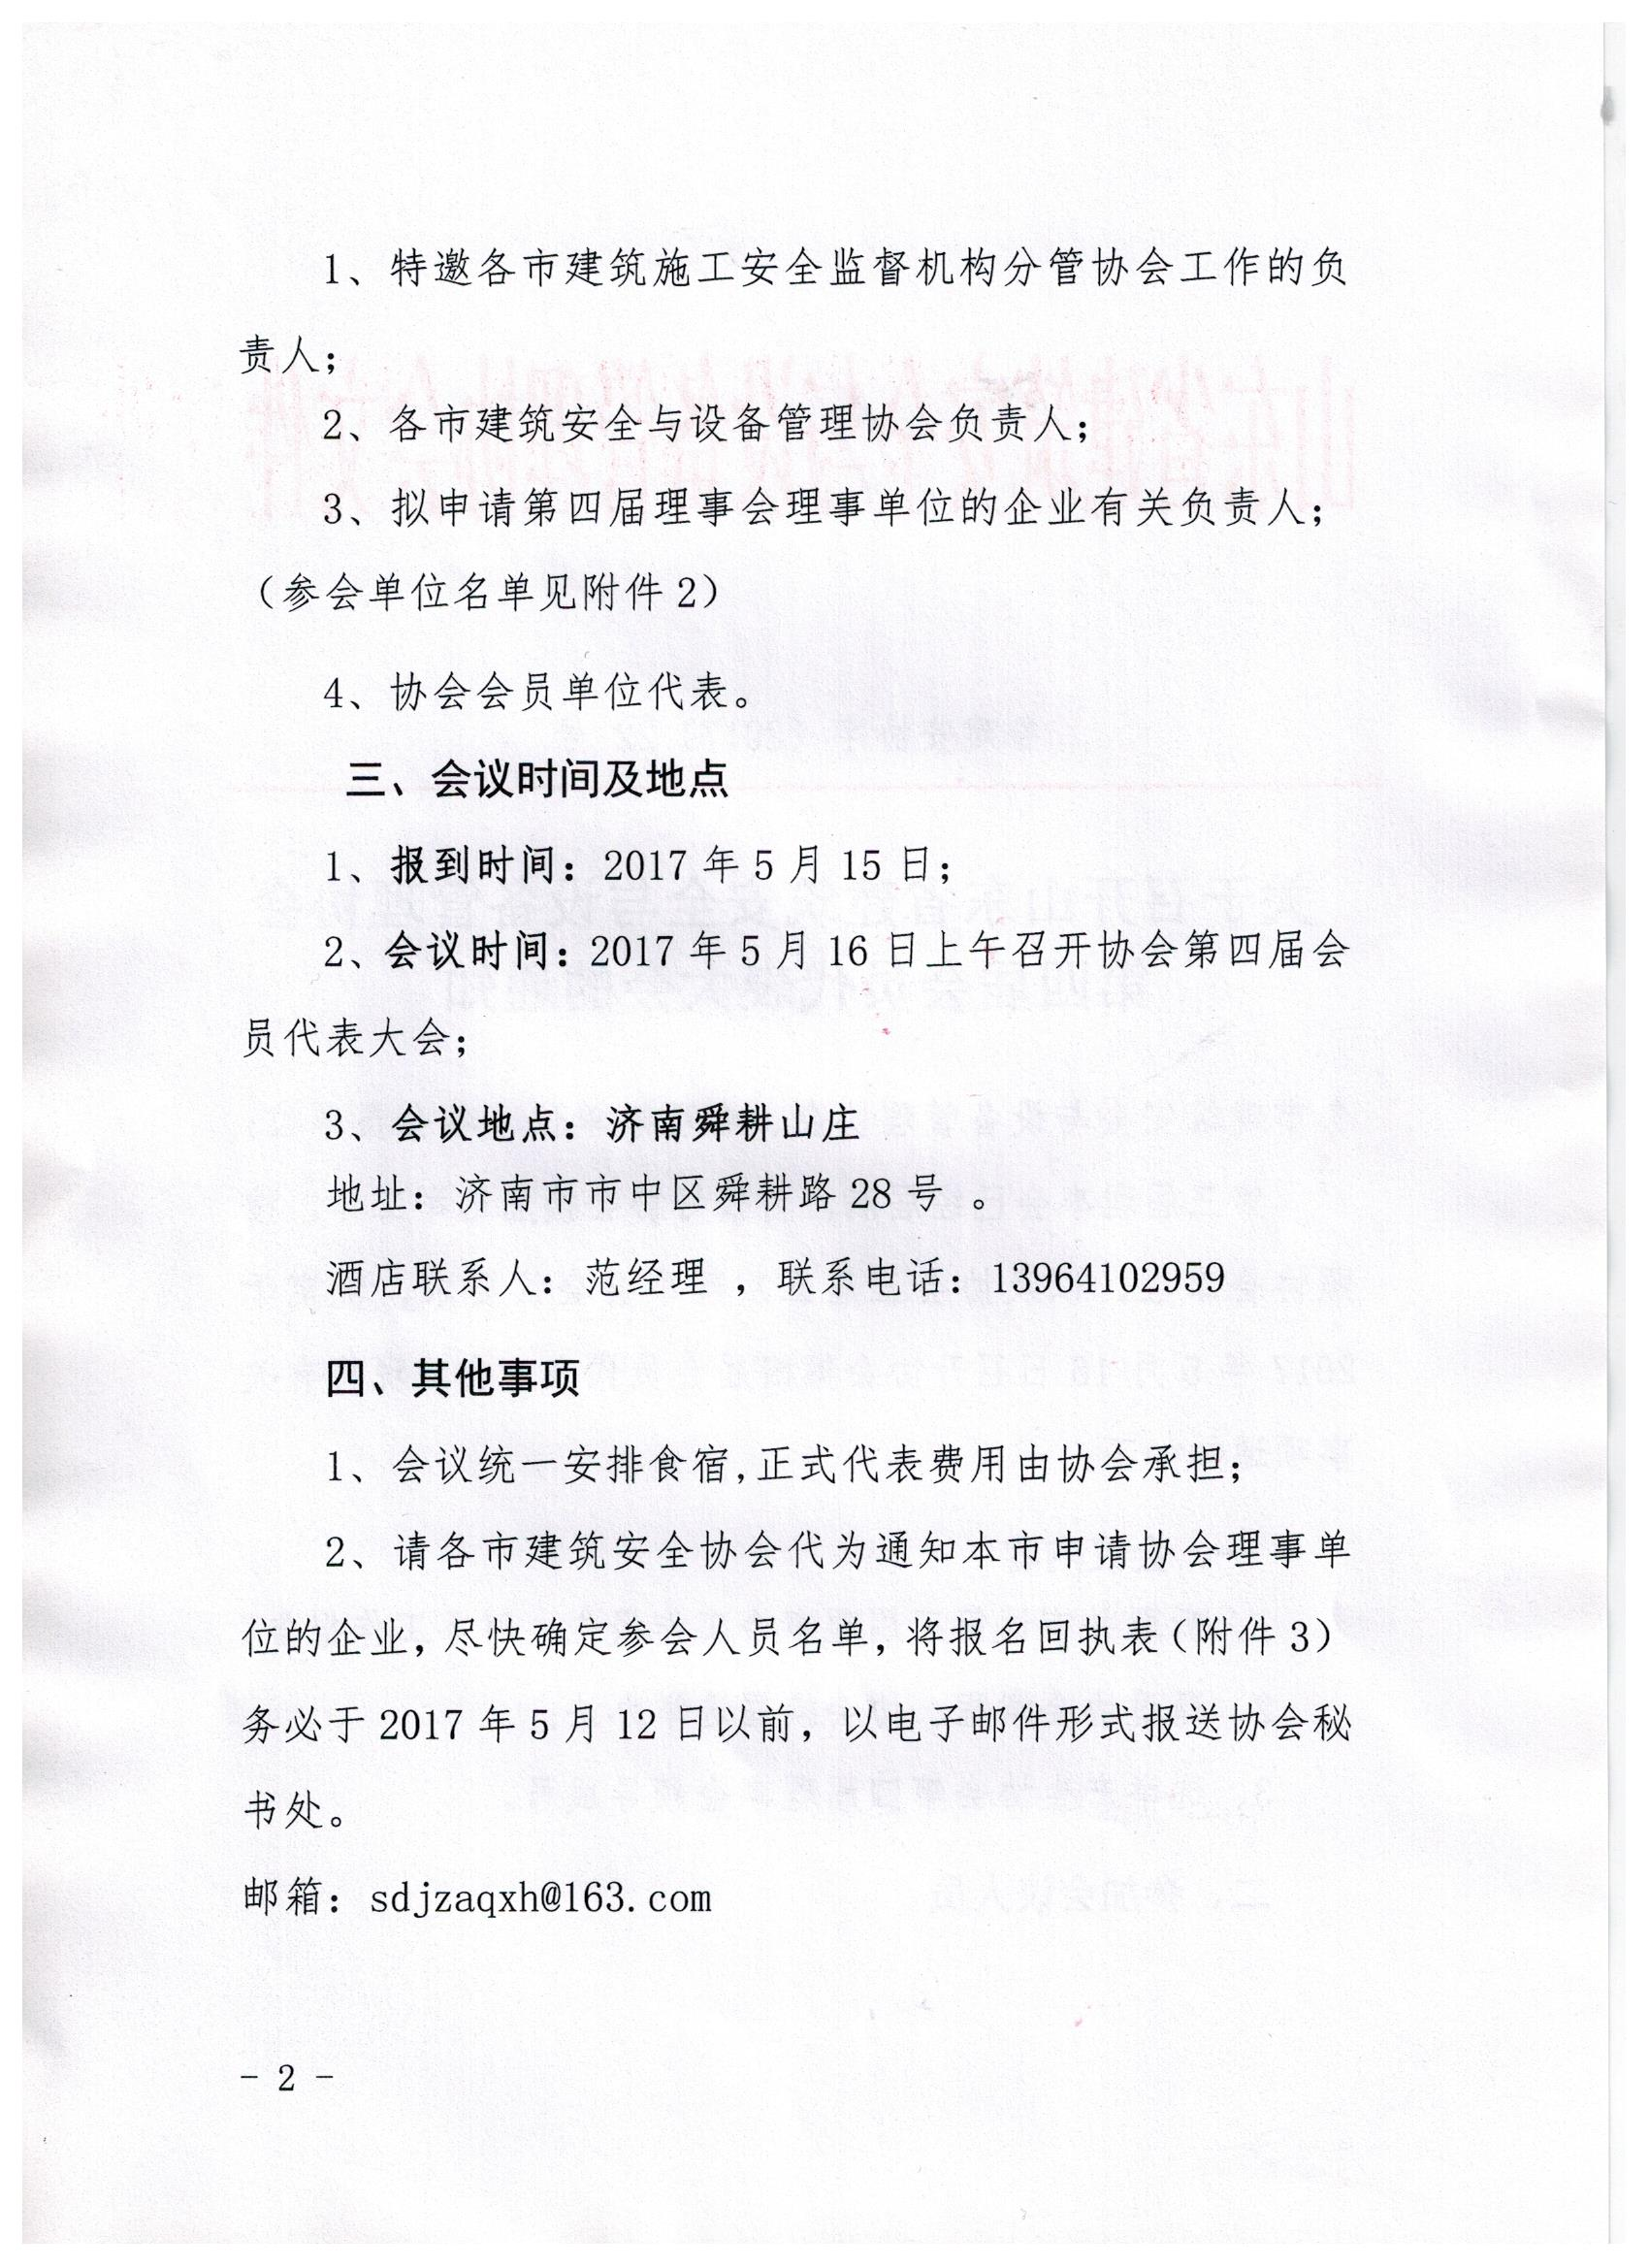 1、特邀各市建筑施工安全监督机构分管协会工作的负
责人；
2、各市建筑安全与设备管理协会负责人；
3、拟申请第四届理事会理事单位的企业有关负责人；
（参会单位名单见附件2）
4、协会会员单位代表。
三、会议时间及地点
1、报到时间：2017年5月15日；
2、会议时间：2017年5月16日上午召开协会第四届会
员代表大会；
3、会议地点：济南舜耕山庄
地址：济南市市中区舜耕路28号 。
酒店联系人：范经理 ，联系电话：13964102959
四、其他事项
1、会议统一安排食宿,正式代表费用由协会承担；
2、请各市建筑安全协会代为通知本市申请协会理事单
位的企业，尽快确定参会人员名单，将报名回执表（附件3）
务必于2017年5月12日以前，以电子邮件形式报送协会秘
书处。
邮箱：sdjzaqxh@163.com
- 2 -